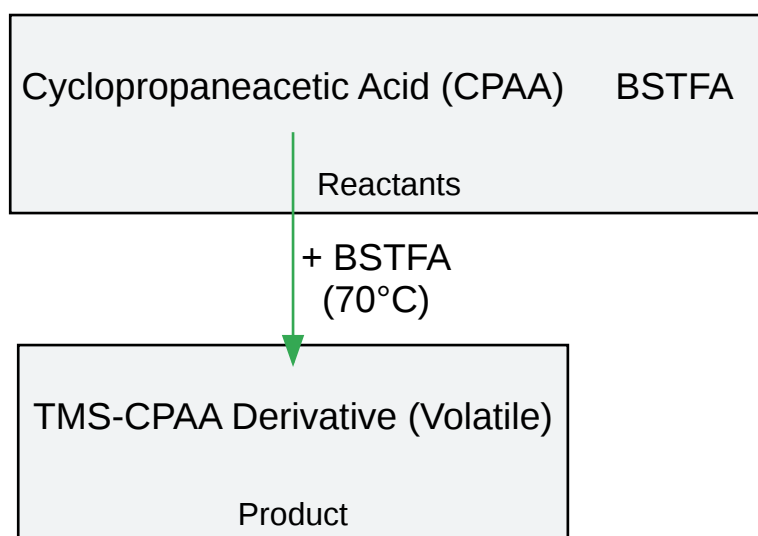 Cyclopropaneacetic Acid (CPAA) BSTFA
Reactants
+ BSTFA
(70°C)
TMS-CPAA Derivative (Volatile)
Product